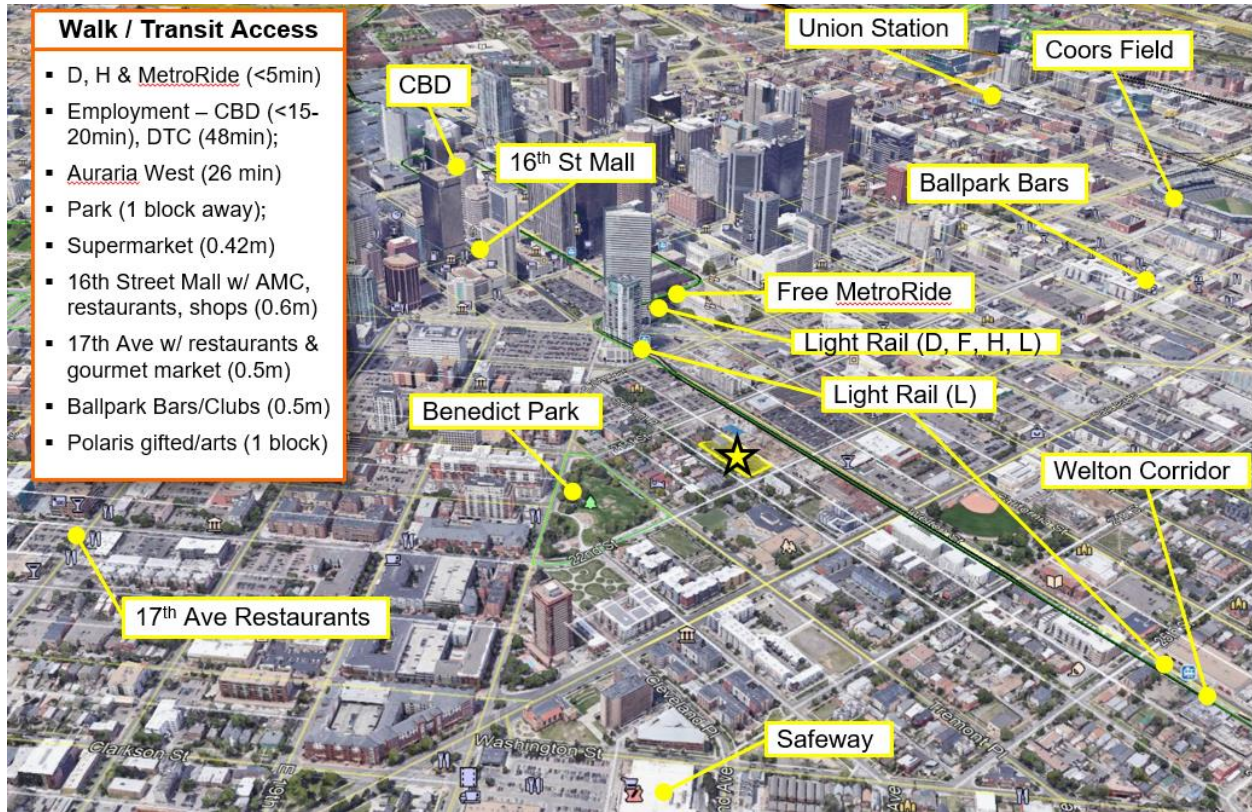 Walk / Transit Access
▪ D, H & MetroRide (<5min)
▪ Employment – CBD (<15-
20min), DTC (48min);
▪ Auraria West (26 min)
▪ Park (1 block away);
▪ Supermarket (0.42m)
▪ 16th Street Mall w/ AMC,
restaurants, shops (0.6m)
▪ 17th Ave w/ restaurants &
gourmet market (0.5m)
▪ Ballpark Bars/Clubs (0.5m)
▪ Polaris gifted/arts (1 block)
Union Station
Coors Field
CBD
16th St Mall
Ballpark Bars
Free MetroRide
Light Rail (D, F, H, L)
Light Rail (L)
Benedict Park
Welton Corridor
22nd St
17th Ave Restaurants
Cleveland Pl
Tremont Pl
Safeway
Washington St
Clarkson St